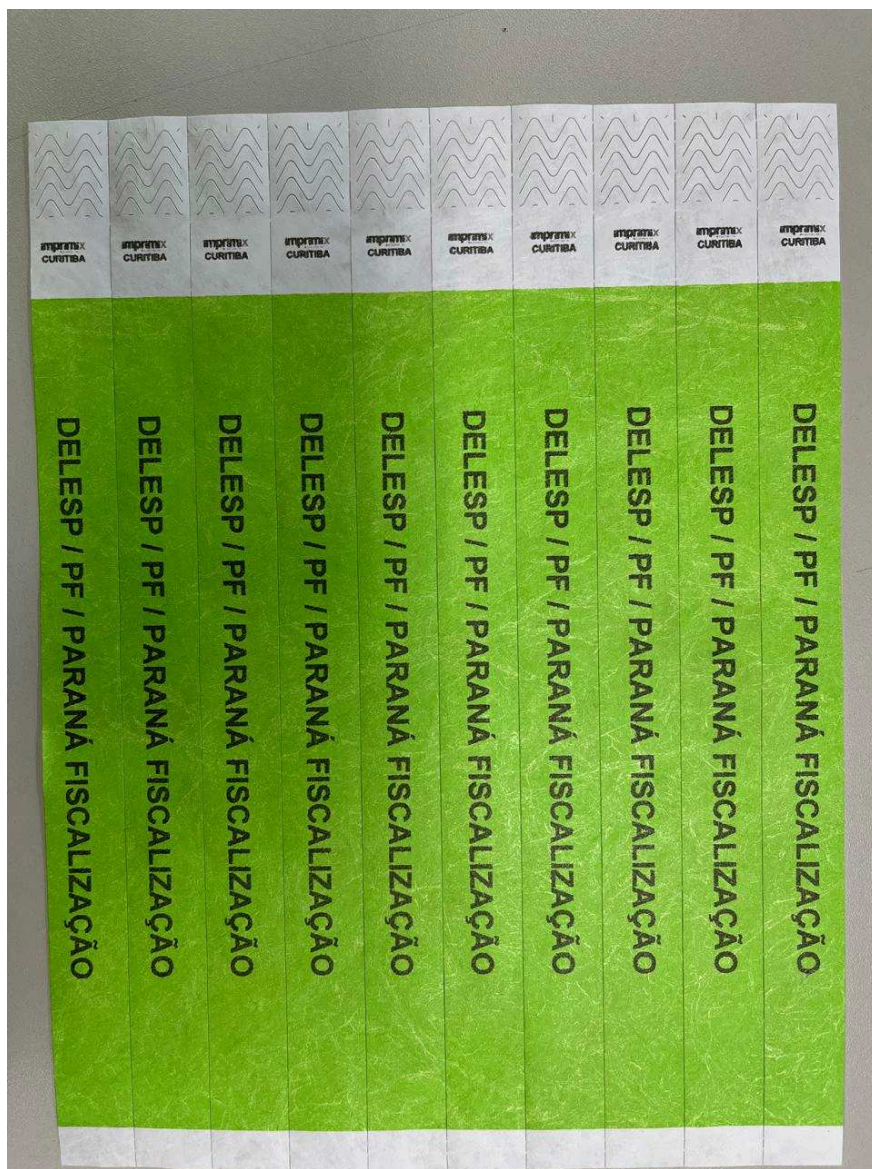 imprimix
CURITIBA
imprimix
CURITIBA
imprimix
CURITIBA
imprimix
CURITIBA
imprimix
CURITIBA
imprimix
CURITIBA
imprimix
CURITIBA
imprimix
CURITIBA
imprimix
CURITIBA
imprimix
CURITIBA
DELESP / PF / PARANÁ FISCALIZAÇÃO
DELESP / PF / PARANÁ FISCALIZAÇÃO
DELESP / PF / PARANÁ FISCALIZAÇÃO
DELESP / PF / PARANÁ FISCALIZAÇÃO
DELESP / PF / PARANÁ FISCALIZAÇÃO
DELESP / PF / PARANÁ FISCALIZAÇÃO
DELESP / PF / PARANÁ FISCALIZAÇÃO
DELESP / PF / PARANÁ FISCALIZAÇÃO
DELESP / PF / PARANÁ FISCALIZAÇÃO
DELESP / PF / PARANÁ FISCALIZAÇÃO